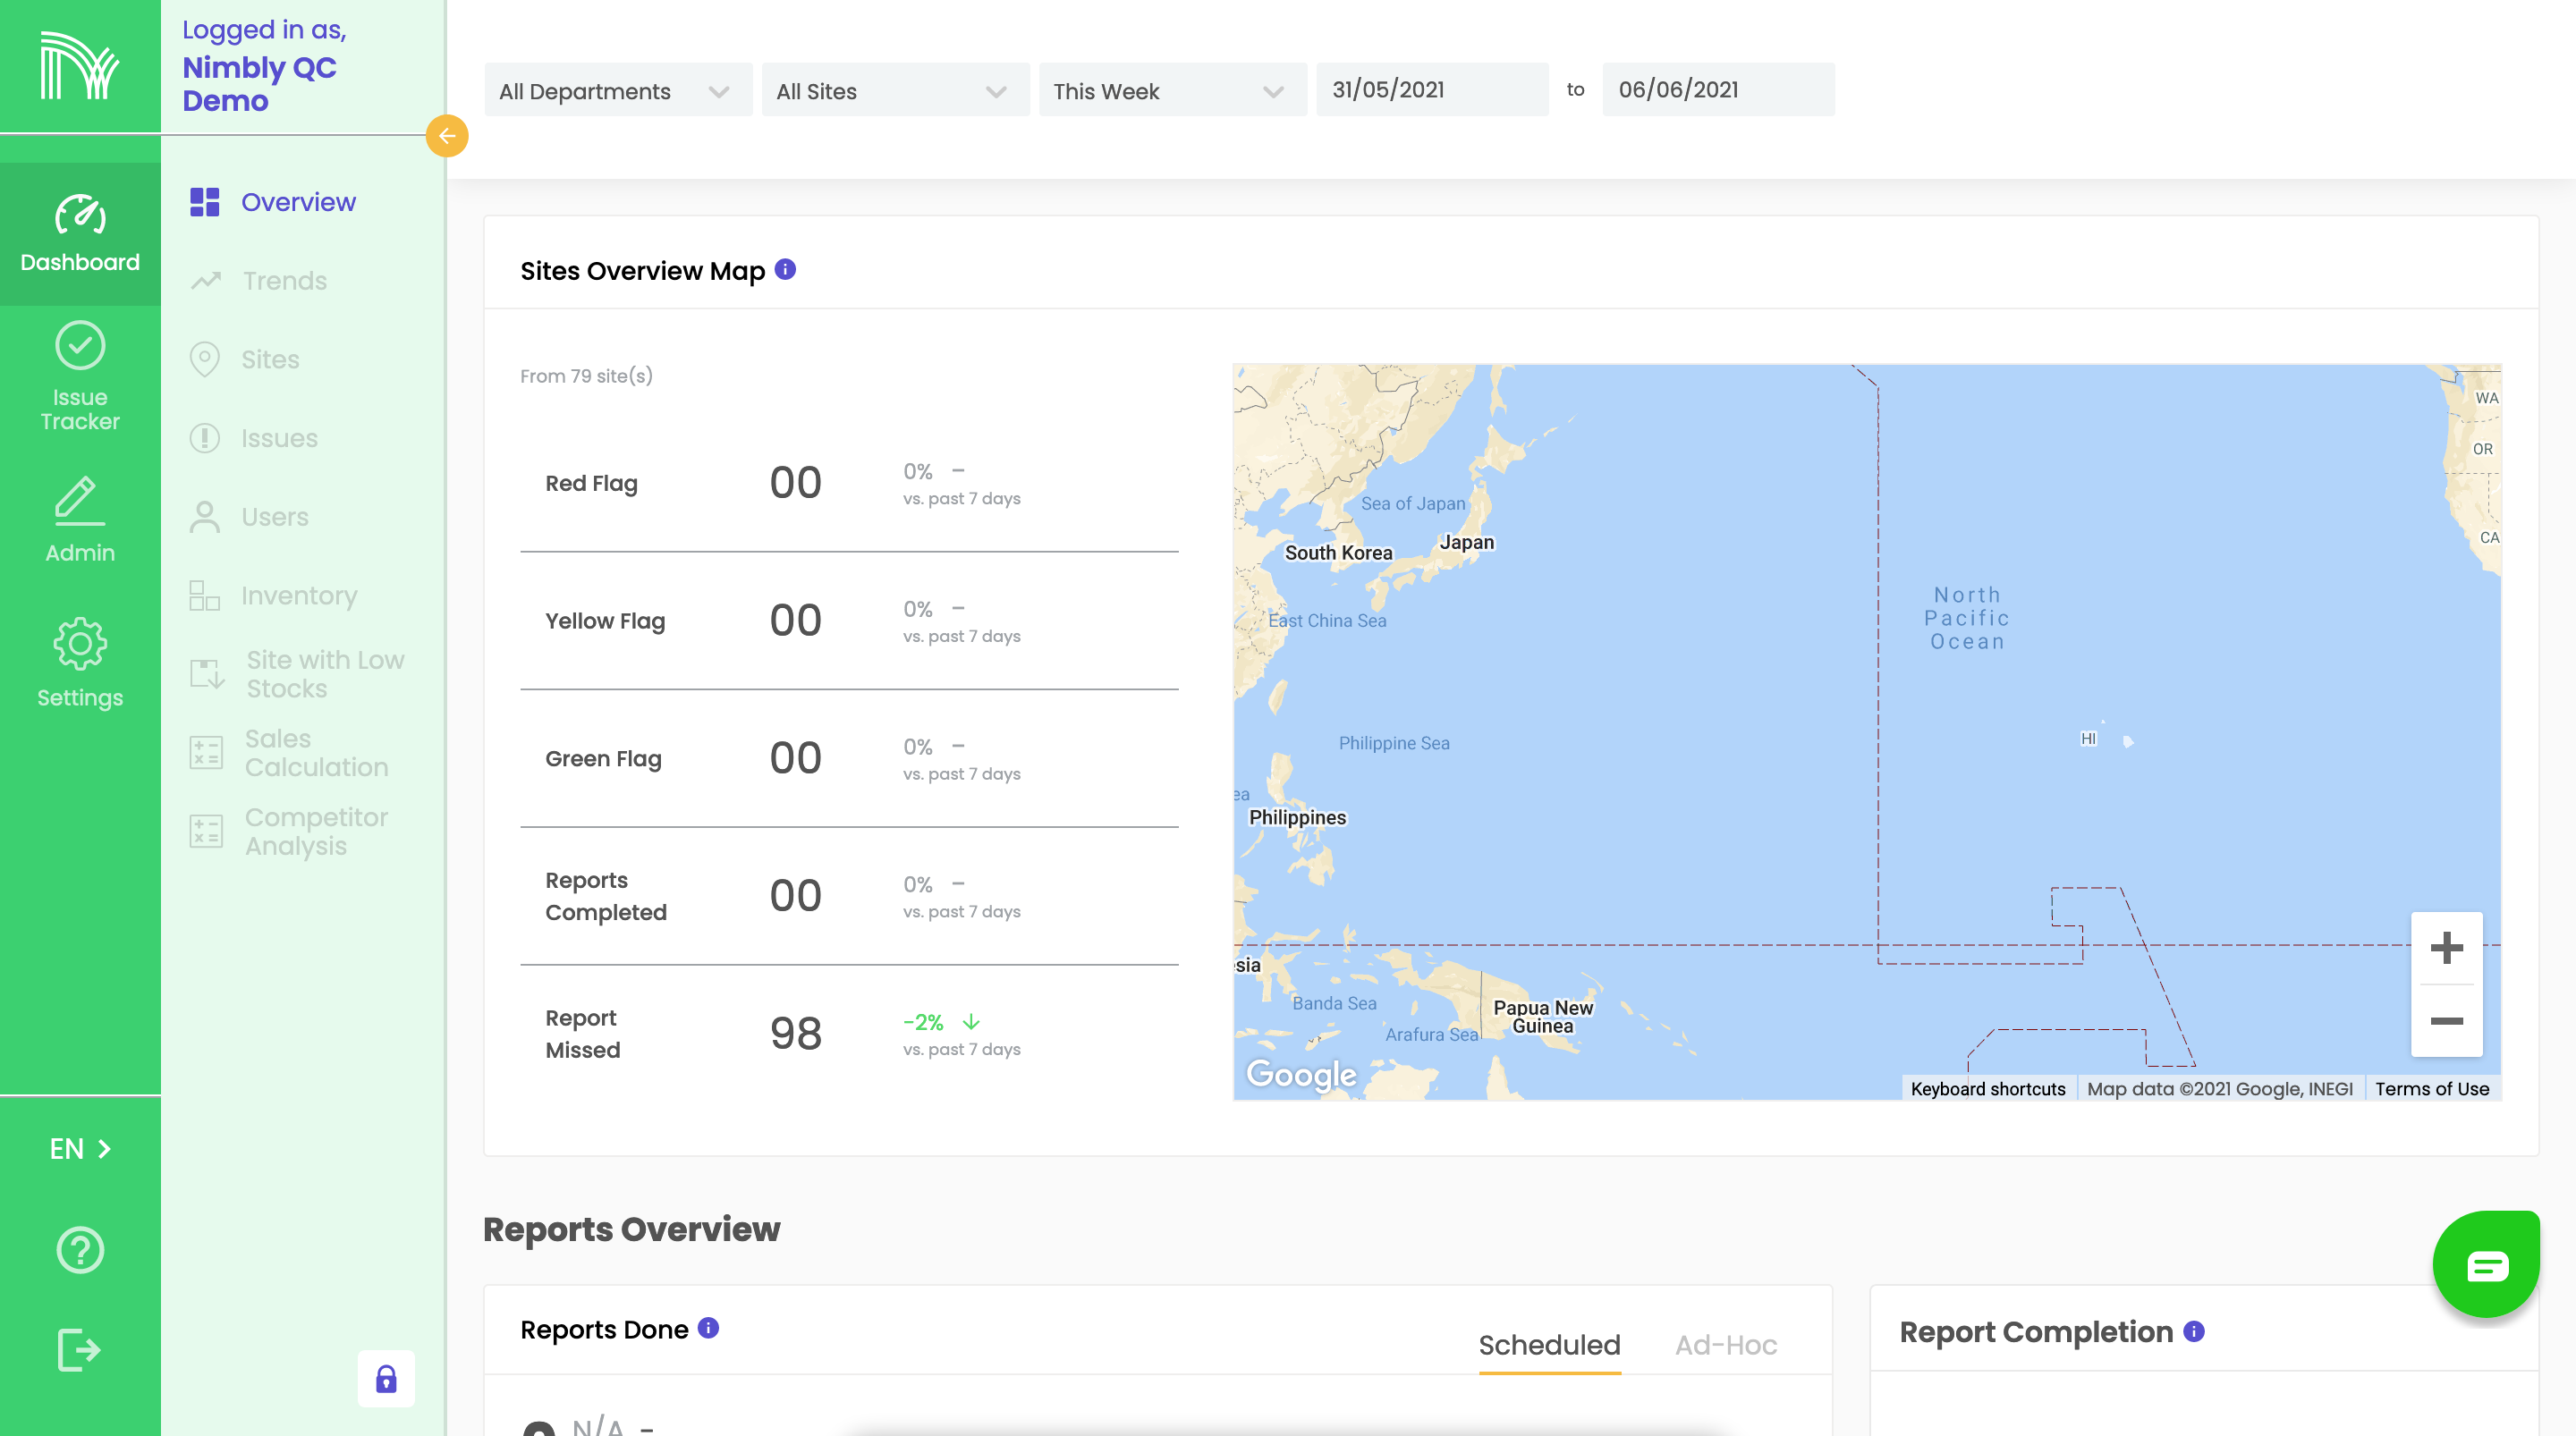 Logged in as,
Nimbly QC
Demo
Dashboard
Issue
Tracker
Admin
Settings
EN
Overview
Trends
Sites
Issues
Users
Inventory
Site with Low
Stocks
Sales
Calculation
Competitor
Analysis
All Departments
All Sites
This Week
31/05/2021
to
06/06/2021
Sites Overview Map
From 79 site(s)
Red Flag
00
0% –
vs. past 7 days
Yellow Flag
00
0% –
vs. past 7 days
Green Flag
00
0% –
vs. past 7 days
Reports
Completed
00
0% –
vs. past 7 days
Report
Missed
98
-2%
vs. past 7 days
WA
OR
CA
Sea of Japan
Japan
South Korea
East China Sea
North
Pacific
Ocean
Philippine Sea
HI
ea
Philippines
sia
Banda Sea
Papua New
Guinea
Arafura Sea
Google
Keyboard shortcuts
Map data ©2021 Google, INEGI
Terms of Use
Reports Overview
Reports Done
Scheduled
Ad-Hoc
N/A –
Report Completion